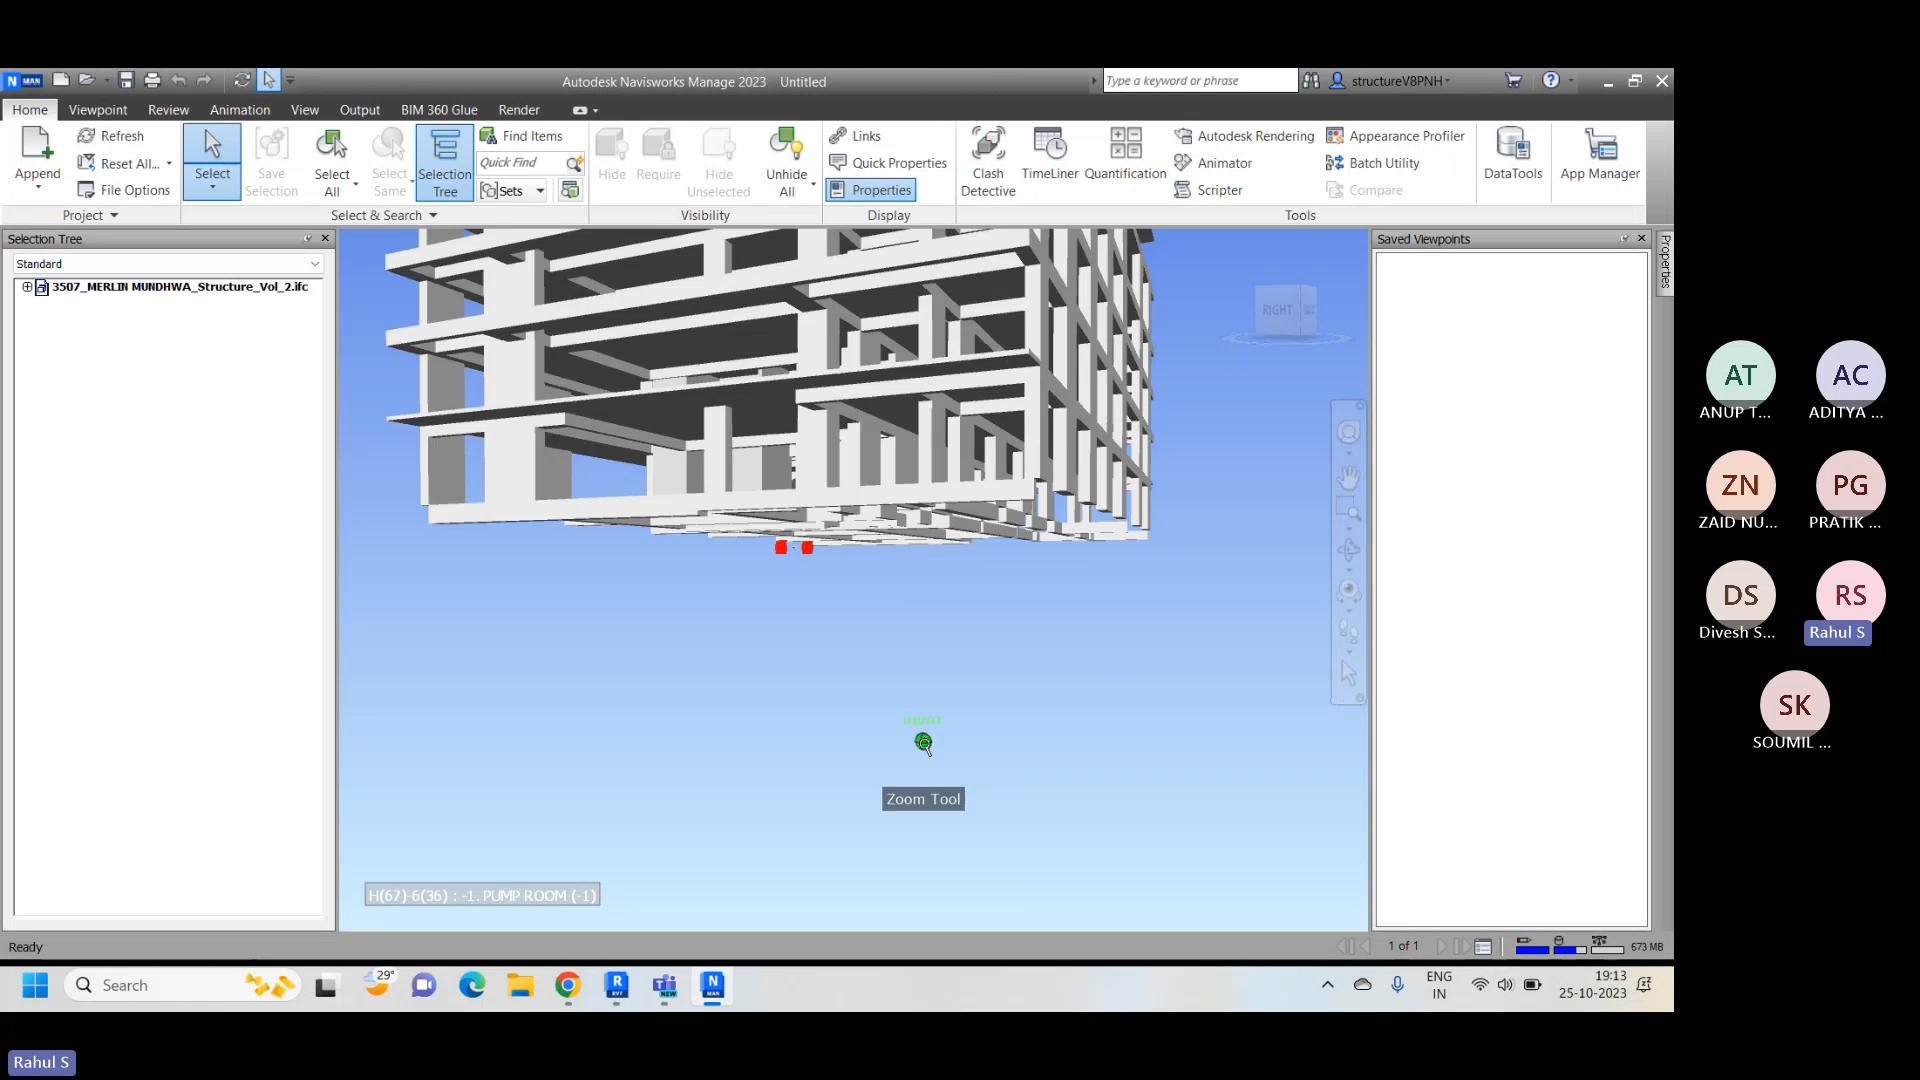 N MAN
Autodesk Navisworks Manage 2023 Untitled
Type a keyword or phrase
structureV8PNH
Home Viewpoint Review Animation View Output BIM 360 Glue Render
Append
Refresh
Reset All...
File Options
Project
Select
Save Selection
Select All
Select Same
Selection Tree
Find Items
Quick Find
Sets
Select & Search
Hide
Require
Hide Unselected
Unhide All
Visibility
Links
Quick Properties
Properties
Display
Clash Detective
TimeLiner
Quantification
Autodesk Rendering
Animator
Scripter
Appearance Profiler
Batch Utility
Compare
Tools
DataTools
App Manager
Selection Tree
Standard
3507_MERLIN MUNDHWA_Structure_Vol_2.ifc
RIGHT
Zoom Tool
H(67)-6(36) : -1. PUMP ROOM (-1)
Saved Viewpoints
Properties
AT
ANUP T...
AC
ADITYA ...
ZN
ZAID NU...
PG
PRATIK ...
DS
Divesh S...
RS
Rahul S
SK
SOUMIL ...
Ready
1 of 1
673 MB
Search
29°
R
RVT
NEW
N
MAN
ENG
IN
19:13
25-10-2023
Rahul S